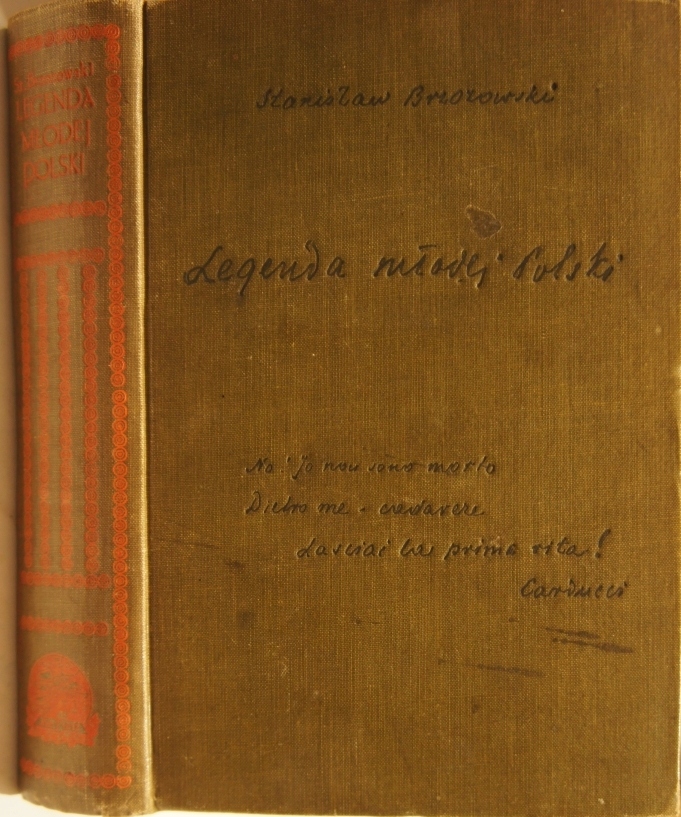 St. Brzozowski
LEGENDA
MŁODEJ
POLSKI
Stanisław Brzozowski
Legenda młodej Polski
No! Io non sono morto
Dietro me cadavere
Lasciai la prima vita!
Carducci